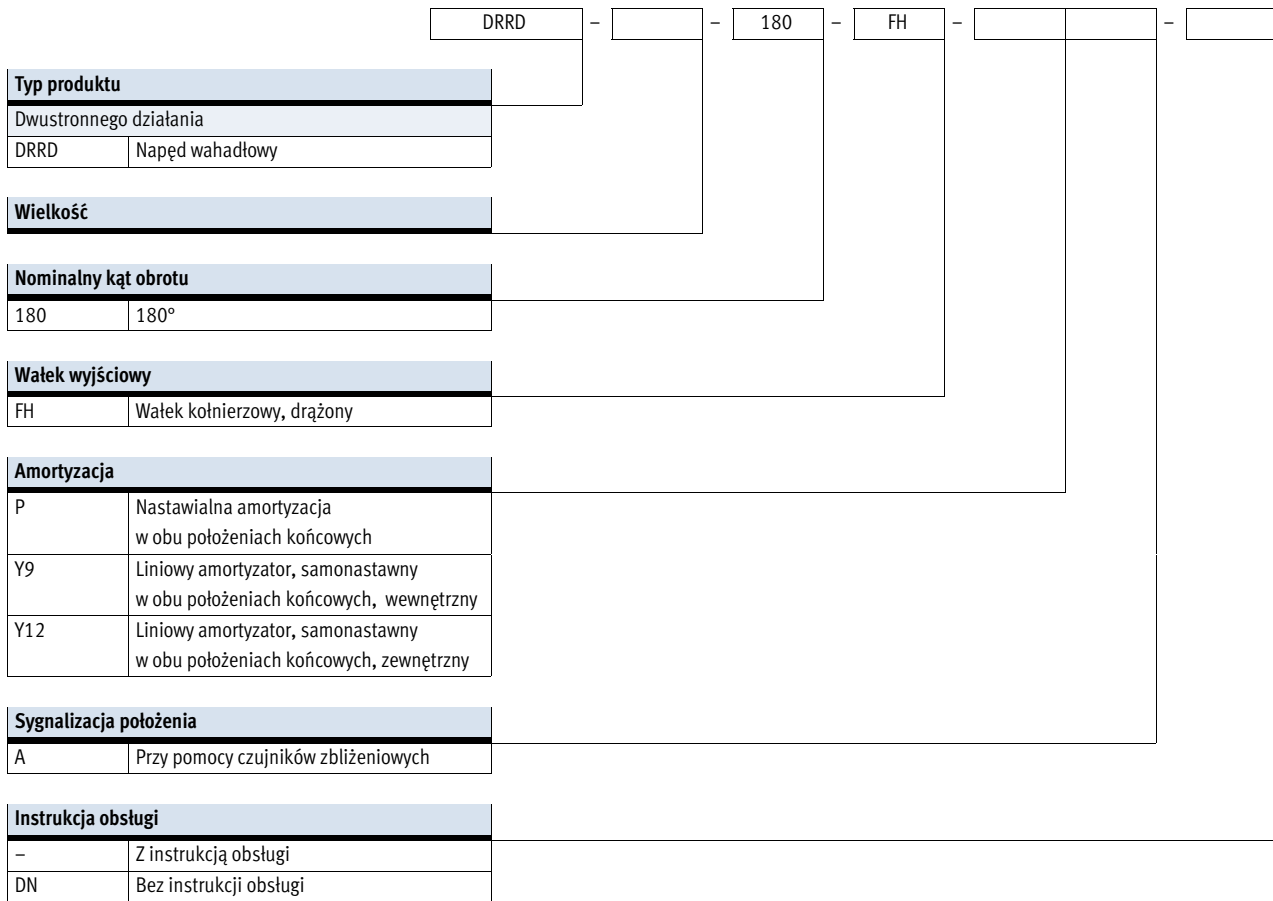 DRRD – – 180 – FH – –
Typ produktu
Dwustronnego działania
DRRD Napęd wahadłowy
Wielkość
Nominalny kąt obrotu
180 180°
Wałek wyjściowy
FH Wałek kołnierzowy, drążony
Amortyzacja
P Nastawialna amortyzacja
w obu położeniach końcowych
Y9 Liniowy amortyzator, samonastawny
w obu położeniach końcowych, wewnętrzny
Y12 Liniowy amortyzator, samonastawny
w obu położeniach końcowych, zewnętrzny
Sygnalizacja położenia
A Przy pomocy czujników zbliżeniowych
Instrukcja obsługi
– Z instrukcją obsługi
DN Bez instrukcji obsługi